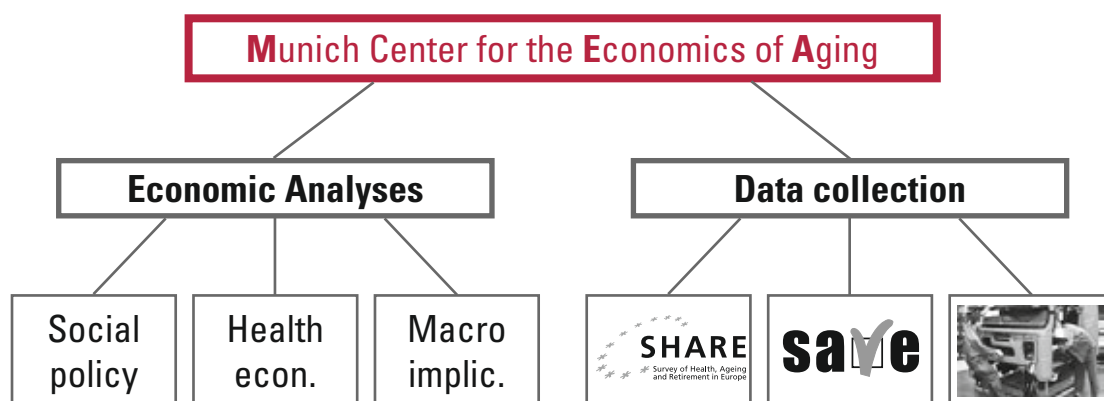 Munich Center for the Economics of Aging
Economic Analyses
Data collection
Social
policy
Health
econ.
Macro
implic.
SHARE
Survey of Health, Ageing
and Retirement in Europe
save